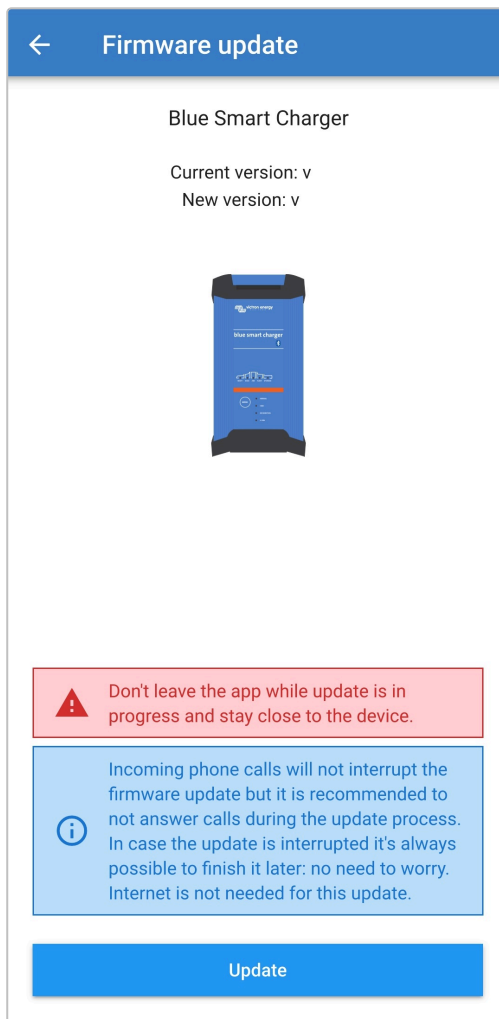 Firmware update
Blue Smart Charger
Current version: v
New version: v
victron energy
blue smart charger
Don't leave the app while update is in
progress and stay close to the device.
Incoming phone calls will not interrupt the
firmware update but it is recommended to
not answer calls during the update process.
In case the update is interrupted it's always
possible to finish it later: no need to worry.
Internet is not needed for this update.
Update